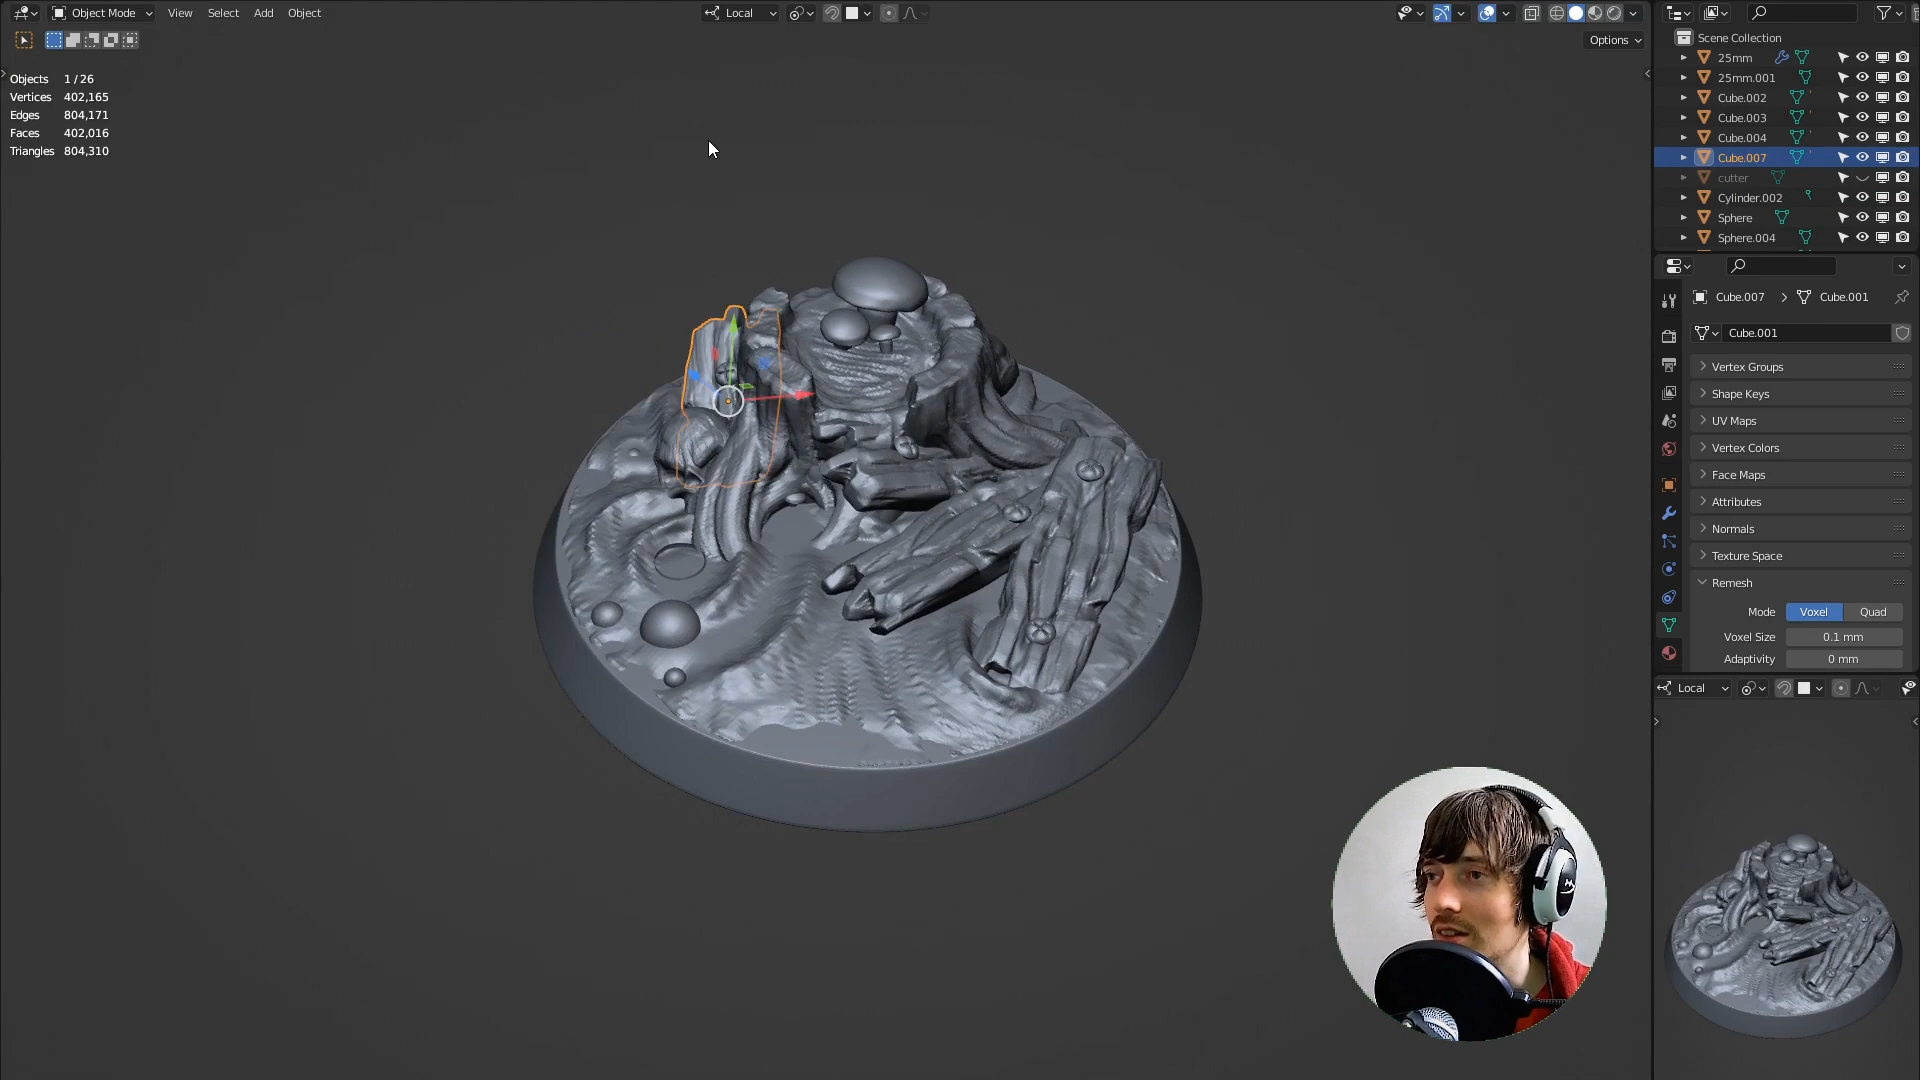 Object Mode View Select Add Object Local
Options
Objects 1 / 26
Vertices 402,165
Edges 804,171
Faces 402,016
Triangles 804,310
Scene Collection
25mm
25mm.001
Cube.002
Cube.003
Cube.004
Cube.007
cutter
Cylinder.002
Sphere
Sphere.004
Cube.007 > Cube.001
Cube.001
Vertex Groups
Shape Keys
UV Maps
Vertex Colors
Face Maps
Attributes
Normals
Texture Space
Remesh
Mode Voxel Quad
Voxel Size 0.1 mm
Adaptivity 0 mm
Local